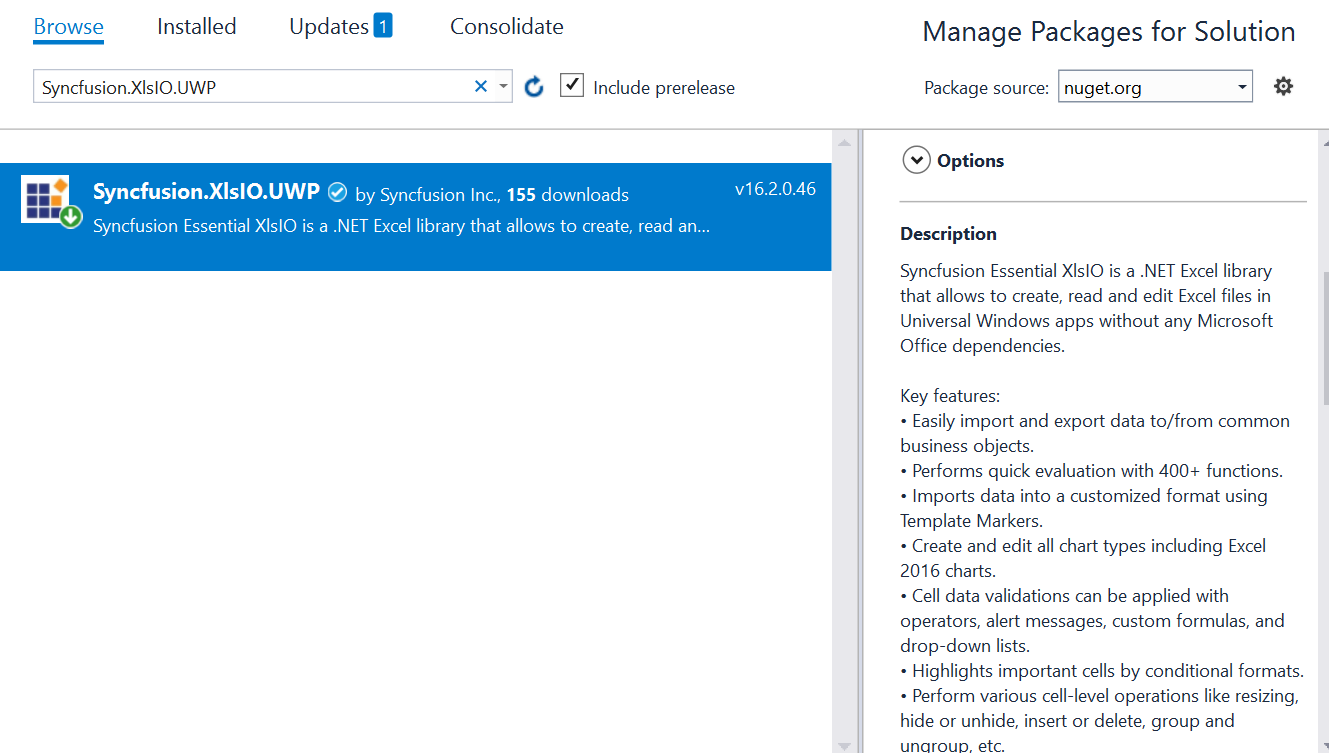 Browse Installed Updates 1 Consolidate Manage Packages for Solution
Syncfusion.XlsIO.UWP Include prerelease Package source: nuget.org
Syncfusion.XlsIO.UWP by Syncfusion Inc., 155 downloads v16.2.0.46
Syncfusion Essential XlsIO is a .NET Excel library that allows to create, read an...
Options
Description
Syncfusion Essential XlsIO is a .NET Excel library
that allows to create, read and edit Excel files in
Universal Windows apps without any Microsoft
Office dependencies.
Key features:
• Easily import and export data to/from common
business objects.
• Performs quick evaluation with 400+ functions.
• Imports data into a customized format using
Template Markers.
• Create and edit all chart types including Excel
2016 charts.
• Cell data validations can be applied with
operators, alert messages, custom formulas, and
drop-down lists.
• Highlights important cells by conditional formats.
• Perform various cell-level operations like resizing,
hide or unhide, insert or delete, group and
ungroup, etc.